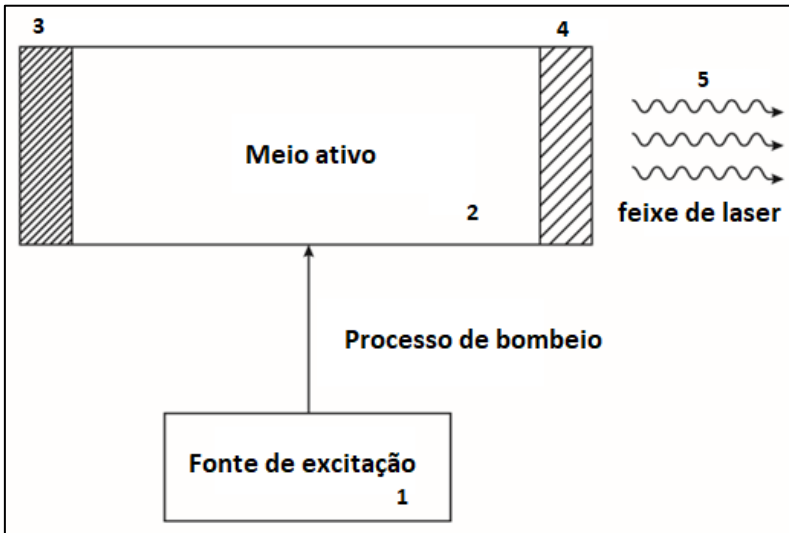 3
4
5
Meio ativo
2
feixe de laser
Processo de bombeio
Fonte de excitação
1